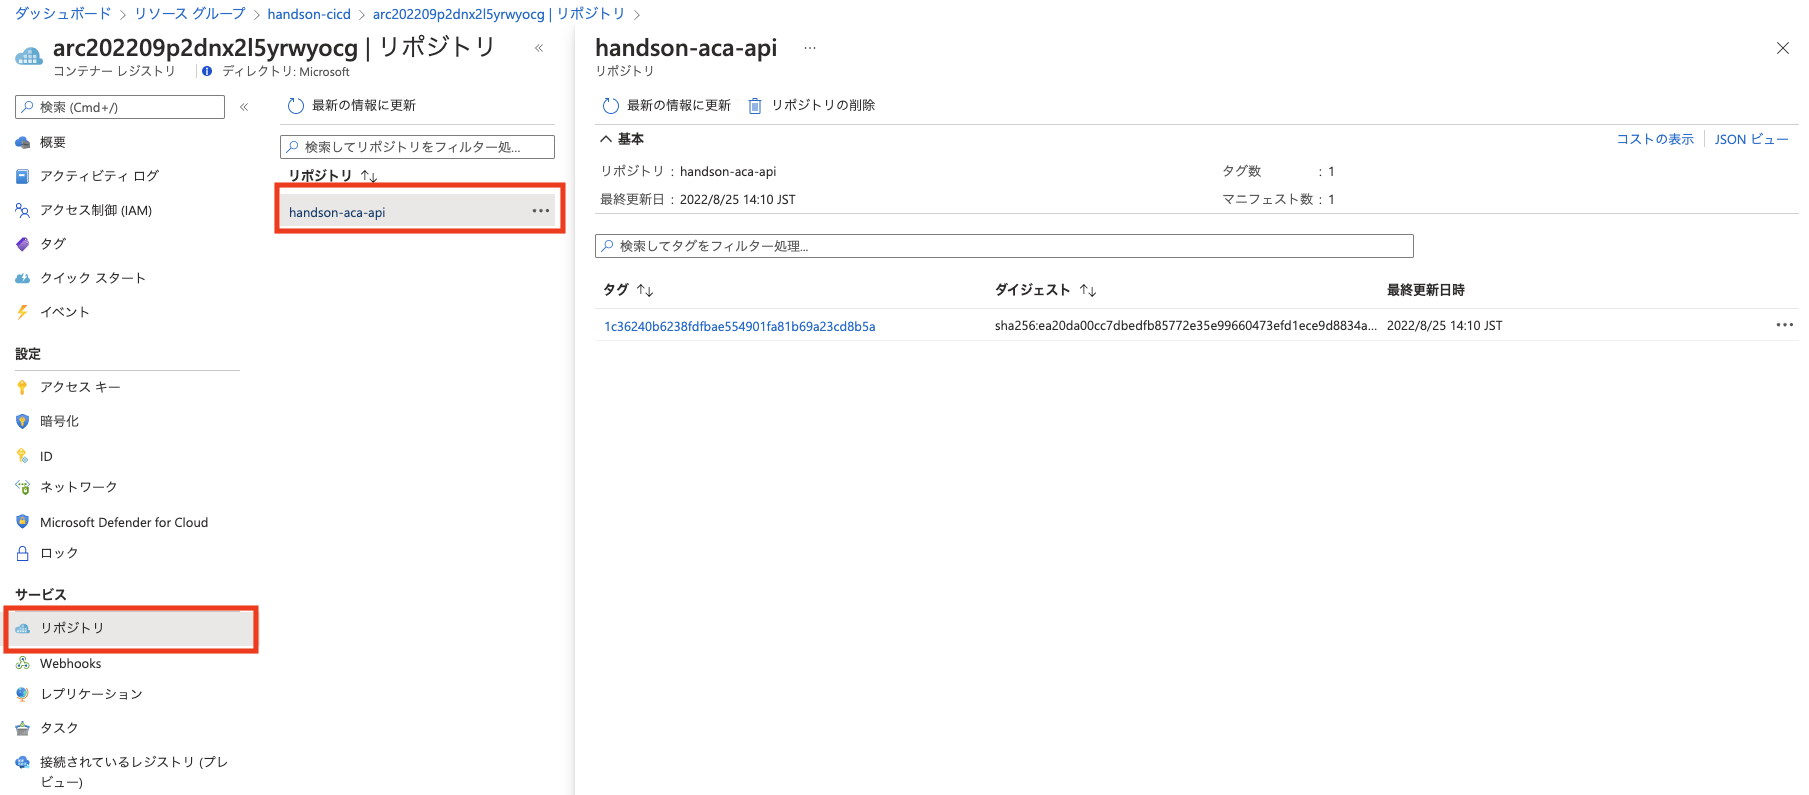 ダッシュボード > リソース グループ > handson-cicd > arc202209p2dnx2l5yrwyocg | リポジトリ >
arc202209p2dnx2l5yrwyocg | リポジトリ «
コンテナー レジストリ ディレクトリ: Microsoft
検索 (Cmd+/) «
概要
アクティビティ ログ
アクセス制御 (IAM)
タグ
クイック スタート
イベント
設定
アクセス キー
暗号化
ID
ネットワーク
Microsoft Defender for Cloud
ロック
サービス
リポジトリ
Webhooks
レプリケーション
タスク
接続されているレジストリ (プレ
ビュー)
最新の情報に更新
検索してリポジトリをフィルター処...
リポジトリ ↑↓
handson-aca-api ...
handson-aca-api ...
リポジトリ
最新の情報に更新 リポジトリの削除
基本 コストの表示 JSON ビュー
リポジトリ : handson-aca-api タグ数 : 1
最終更新日 : 2022/8/25 14:10 JST マニフェスト数 : 1
検索してタグをフィルター処理...
タグ ↑↓ ダイジェスト ↑↓ 最終更新日時
1c36240b6238fdfbae554901fa81b69a23cd8b5a sha256:ea20da00cc7dbedfb85772e35e99660473efd1ece9d8834a... 2022/8/25 14:10 JST ...